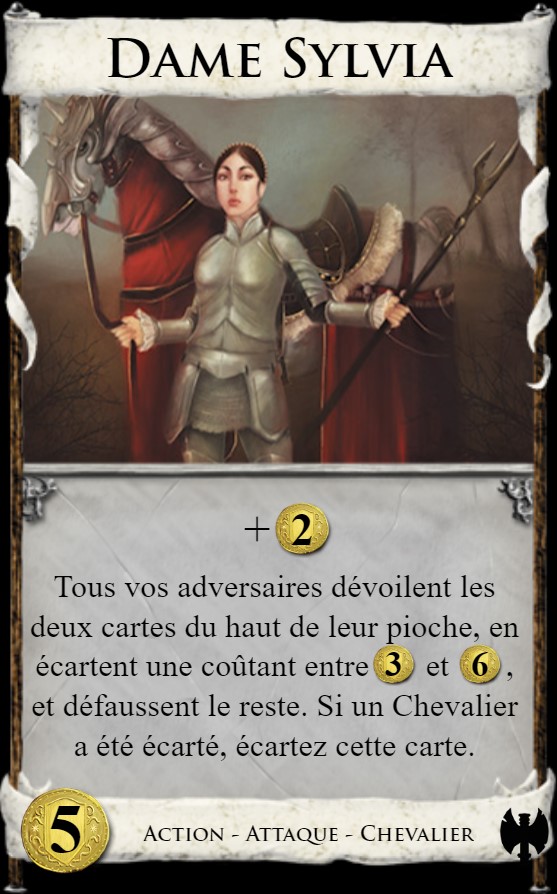 Dame Sylvia
+2
Tous vos adversaires dévoilent les
deux cartes du haut de leur pioche, en
écartent une coûtant entre 3 et 6,
et défaussent le reste. Si un Chevalier
a été écarté, écartez cette carte.
5 Action - Attaque - Chevalier